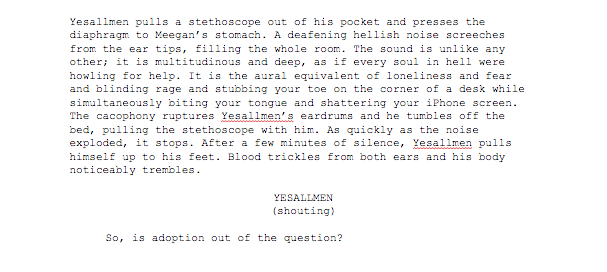 Yesallmen pulls a stethoscope out of his pocket and presses the
diaphragm to Meegan’s stomach. A deafening hellish noise screeches
from the ear tips, filling the whole room. The sound is unlike any
other; it is multitudinous and deep, as if every soul in hell were
howling for help. It is the aural equivalent of loneliness and fear
and blinding rage and stubbing your toe on the corner of a desk while
simultaneously biting your tongue and shattering your iPhone screen.
The cacophony ruptures Yesallmen’s eardrums and he tumbles off the
bed, pulling the stethoscope with him. As quickly as the noise
exploded, it stops. After a few minutes of silence, Yesallmen pulls
himself up to his feet. Blood trickles from both ears and his body
noticeably trembles.
YESALLMEN
(shouting)
So, is adoption out of the question?